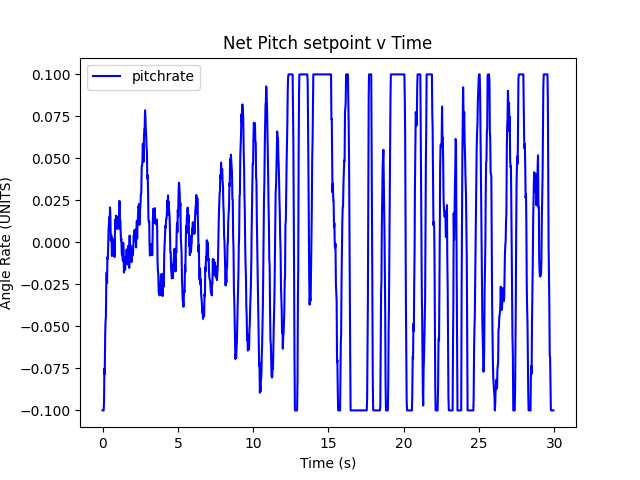 Net Pitch setpoint v Time
pitchrate
0.100
0.075
0.050
0.025
0.000
−0.025
−0.050
−0.075
−0.100
Angle Rate (UNITS)
0 5 10 15 20 25 30
Time (s)